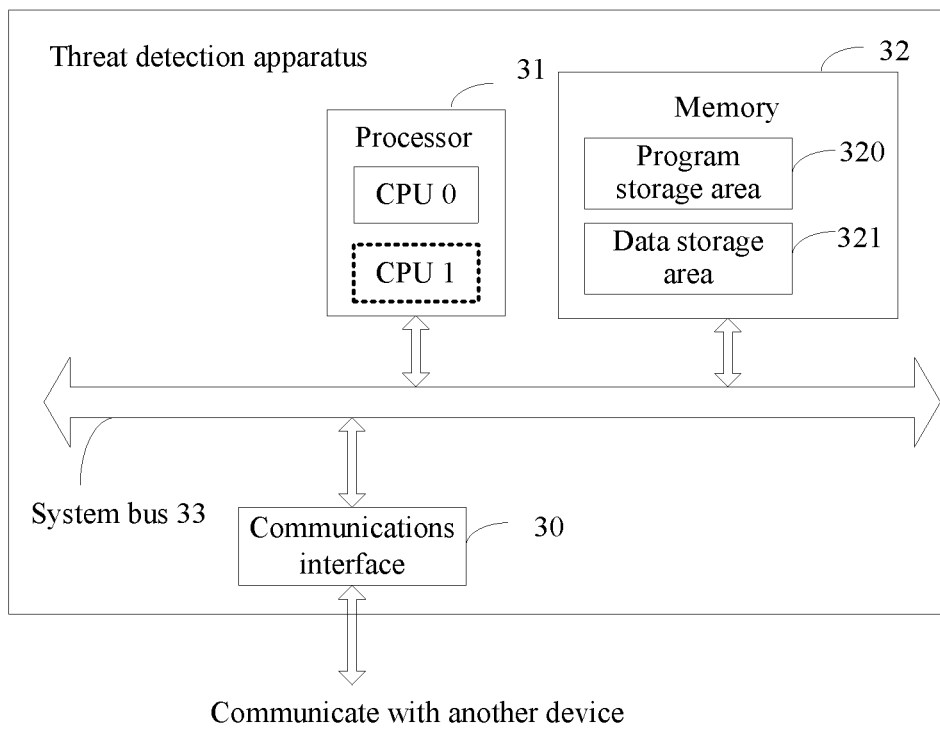 Threat detection apparatus
31
32
Processor
CPU 0
CPU 1
Memory
Program
storage area
320
Data storage
area
321
System bus 33
Communications
interface
30
Communicate with another device